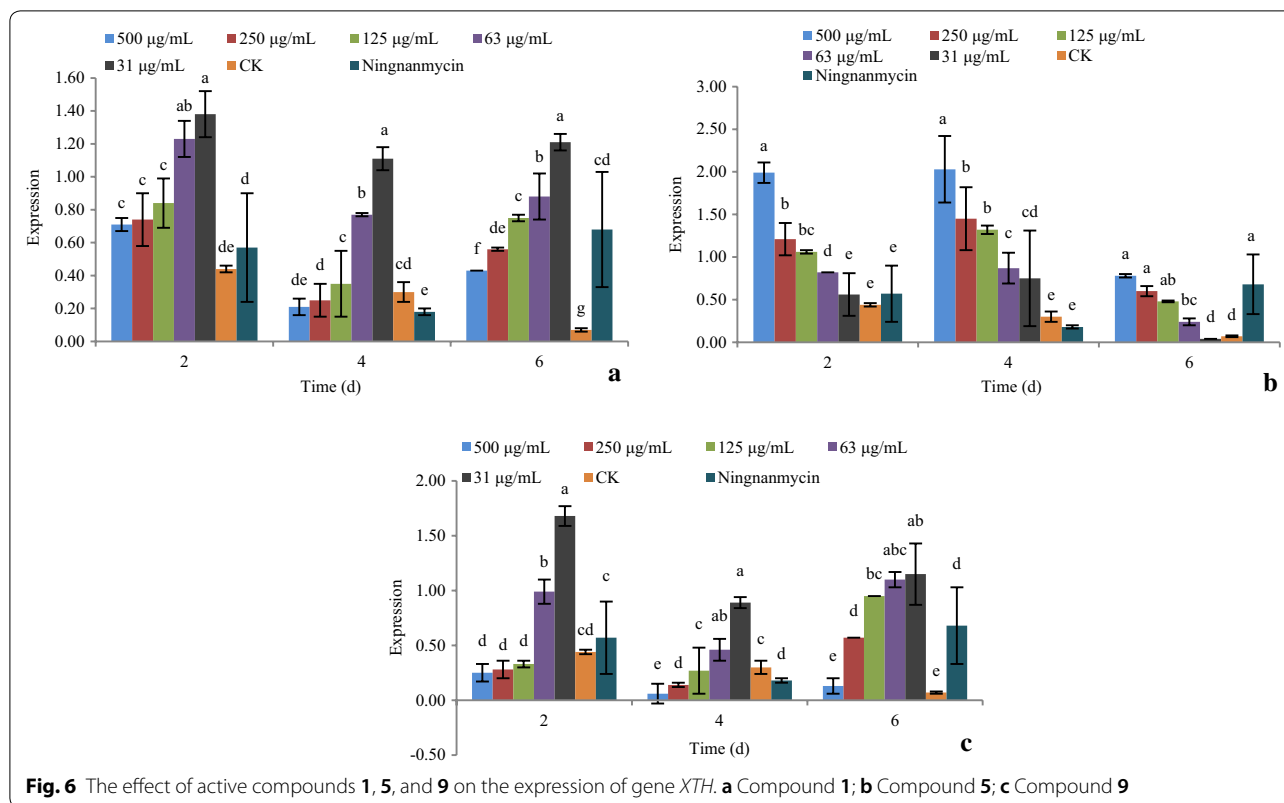 500 µg/mL 250 µg/mL 125 µg/mL 63 µg/mL
31 µg/mL CK Ningnanmycin
1.60
1.40
1.20
1.00
0.80
0.60
0.40
0.20
0.00
Expression
c c c ab a de d
de d c b a cd e
f de c b a g cd
2 4 6
Time (d)
a
500 µg/mL 250 µg/mL 125 µg/mL
63 µg/mL 31 µg/mL CK
Ningnanmycin
3.00
2.50
2.00
1.50
1.00
0.50
0.00
Expression
a b bc d e e e
a b b c cd e e
a a ab bc d d a
2 4 6
Time (d)
b
500 µg/mL 250 µg/mL 125 µg/mL 63 µg/mL
31 µg/mL CK Ningnanmycin
2.00
1.50
1.00
0.50
0.00
-0.50
Expression
d d d b a cd c
e d c ab a c d
e d bc abc ab e d
2 4 6
Time (d)
c
Fig. 6 The effect of active compounds 1, 5, and 9 on the expression of gene XTH. a Compound 1; b Compound 5; c Compound 9